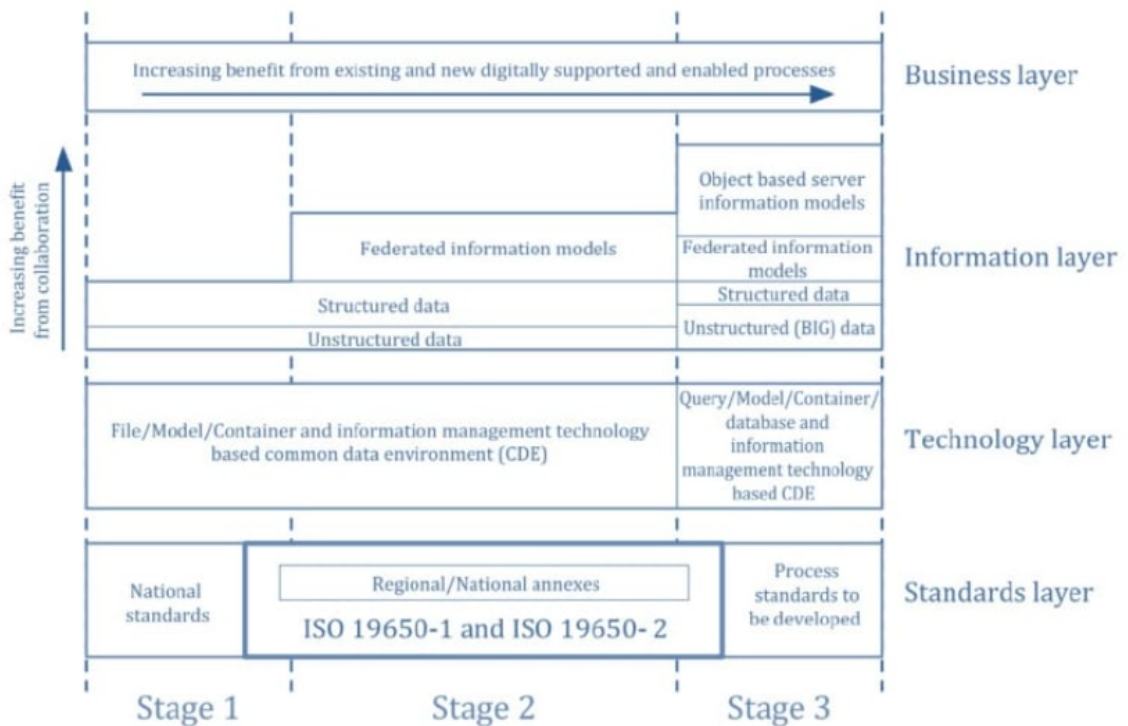 Increasing benefit from existing and new digitally supported and enabled processes
Business layer
Increasing benefit
from collaboration
Object based server
information models
Federated information models
Federated information
models
Information layer
Structured data
Structured data
Unstructured data
Unstructured (BIG) data
File/Model/Container and information management technology
based common data environment (CDE)
Query/Model/Container/
database and
information
management technology
based CDE
Technology layer
National
standards
Regional/National annexes
ISO 19650-1 and ISO 19650- 2
Process
standards to
be developed
Standards layer
Stage 1
Stage 2
Stage 3